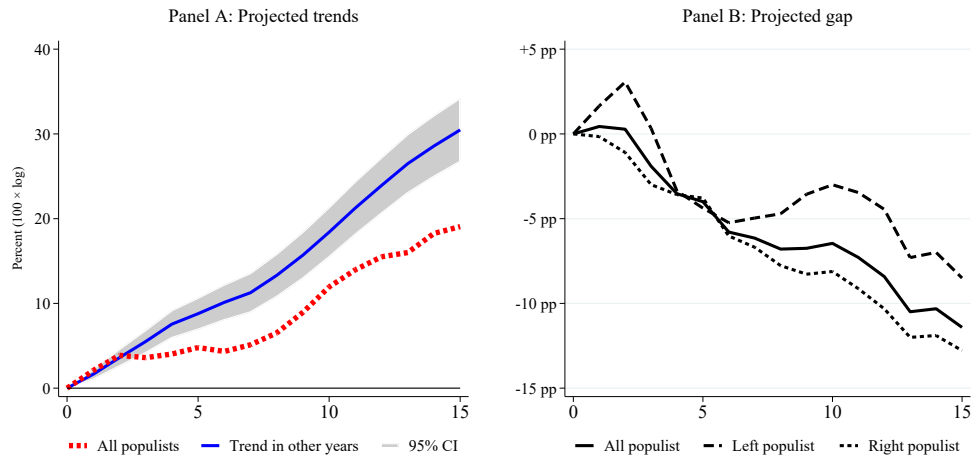 Panel A: Projected trends
Percent (100 × log)
40
30
20
10
0
0 5 10 15
All populists Trend in other years 95% CI
Panel B: Projected gap
+5 pp
0 pp
-5 pp
-10 pp
-15 pp
0 5 10 15
All populist Left populist Right populist